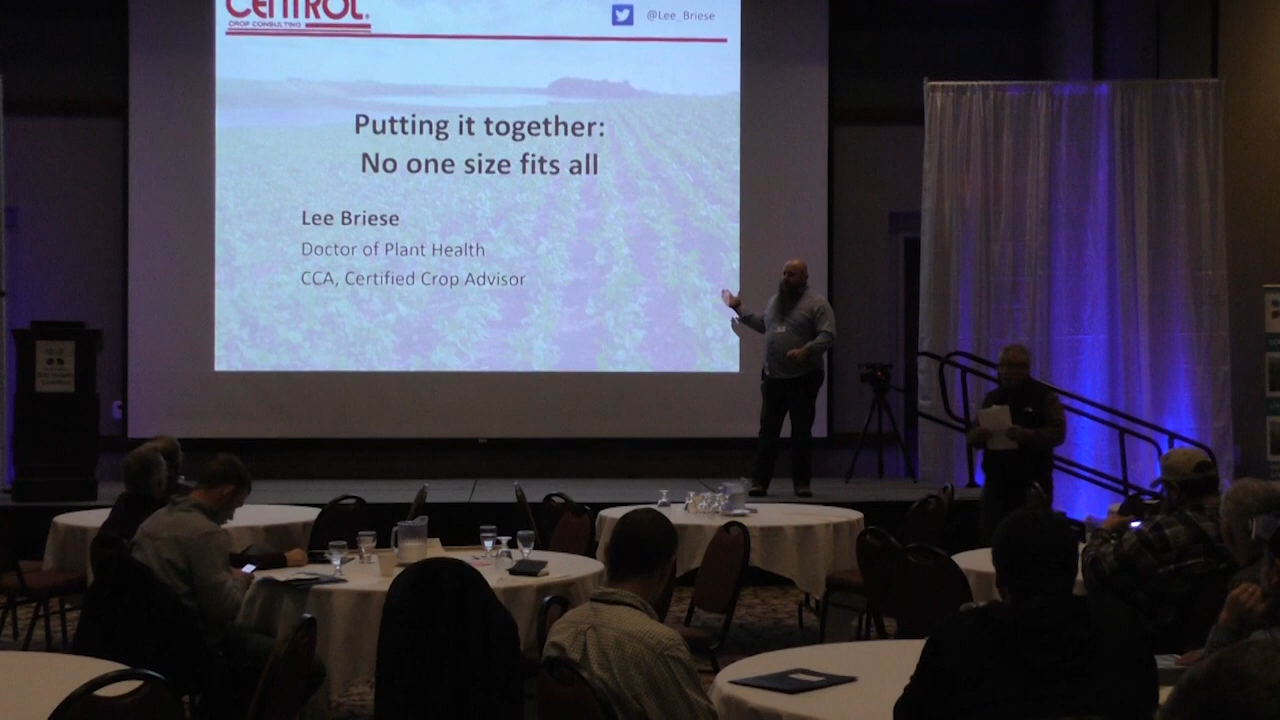 CENTROL®
CROP CONSULTING
@Lee_Briese
Putting it together:
No one size fits all
Lee Briese
Doctor of Plant Health
CCA, Certified Crop Advisor